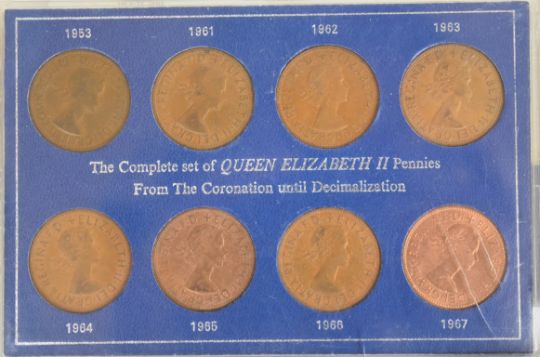 1953 1961 1962 1963
The Complete set of QUEEN ELIZABETH II Pennies
From The Coronation until Decimalization
1964 1965 1966 1967